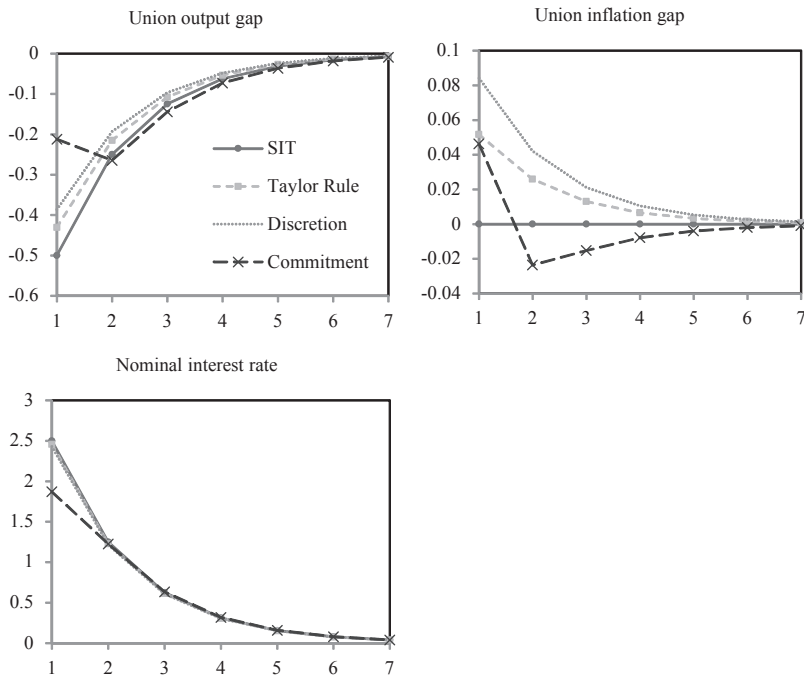 Union output gap
0
-0.1
-0.2
-0.3
-0.4
-0.5
-0.6
1 2 3 4 5 6 7
SIT
Taylor Rule
Discretion
Commitment
Union inflation gap
0.1
0.08
0.06
0.04
0.02
0
-0.02
-0.04
1 2 3 4 5 6 7
Nominal interest rate
3
2.5
2
1.5
1
0.5
0
1 2 3 4 5 6 7